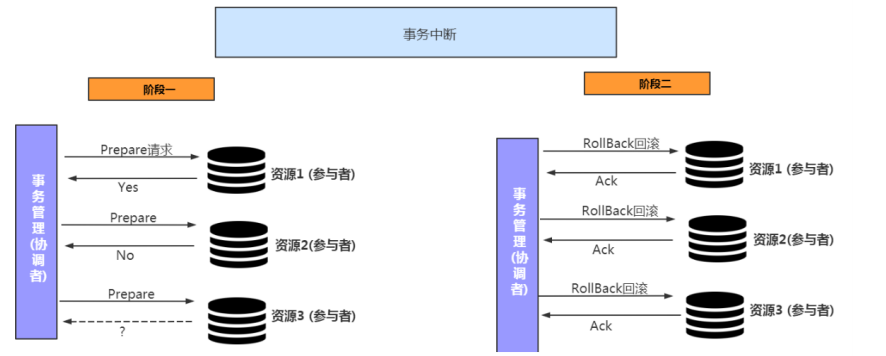 事务中断
阶段一
阶段二
事务管理(协调者)
Prepare请求
Yes
资源1 (参与者)
Prepare
No
资源2(参与者)
Prepare
?
资源3 (参与者)
事务管理(协调者)
RollBack回滚
Ack
资源1 (参与者)
RollBack回滚
Ack
资源2(参与者)
RollBack回滚
Ack
资源3 (参与者)